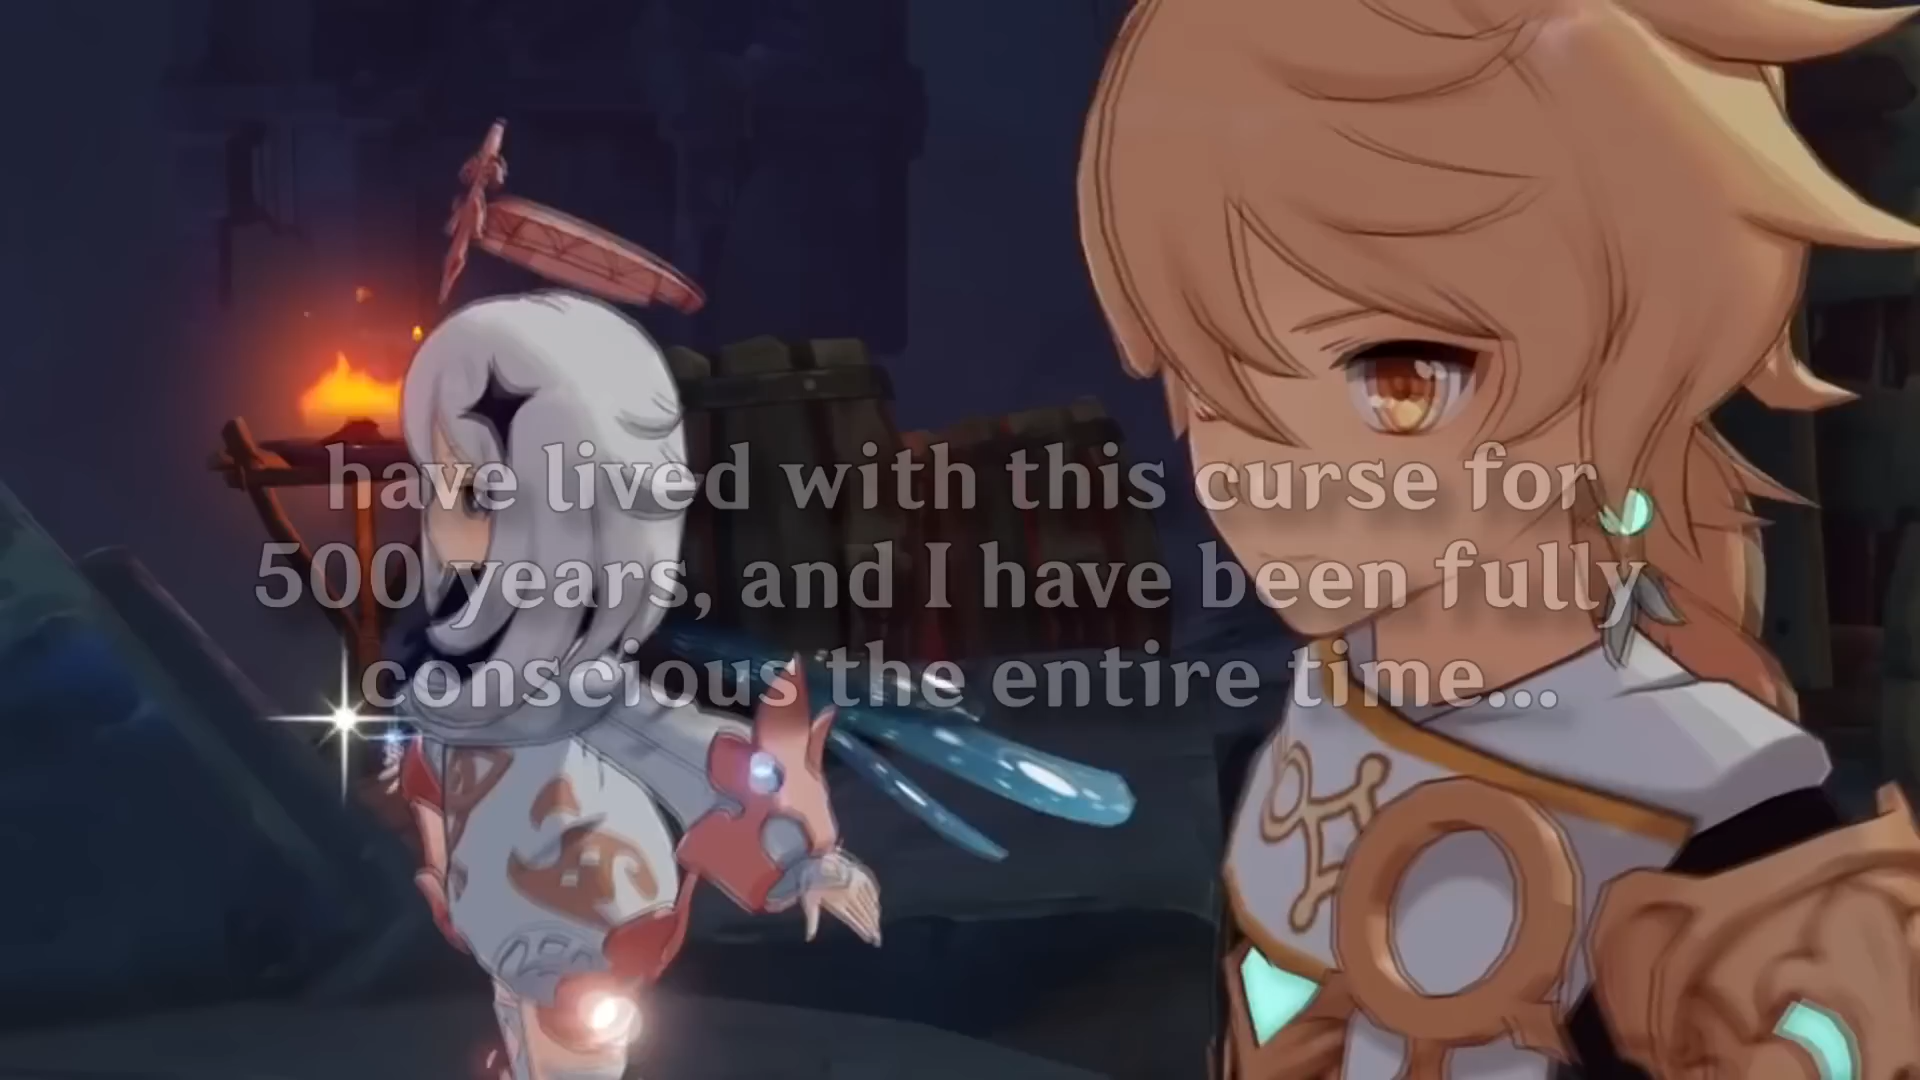 have lived with this curse for
500 years, and I have been fully
conscious the entire time...